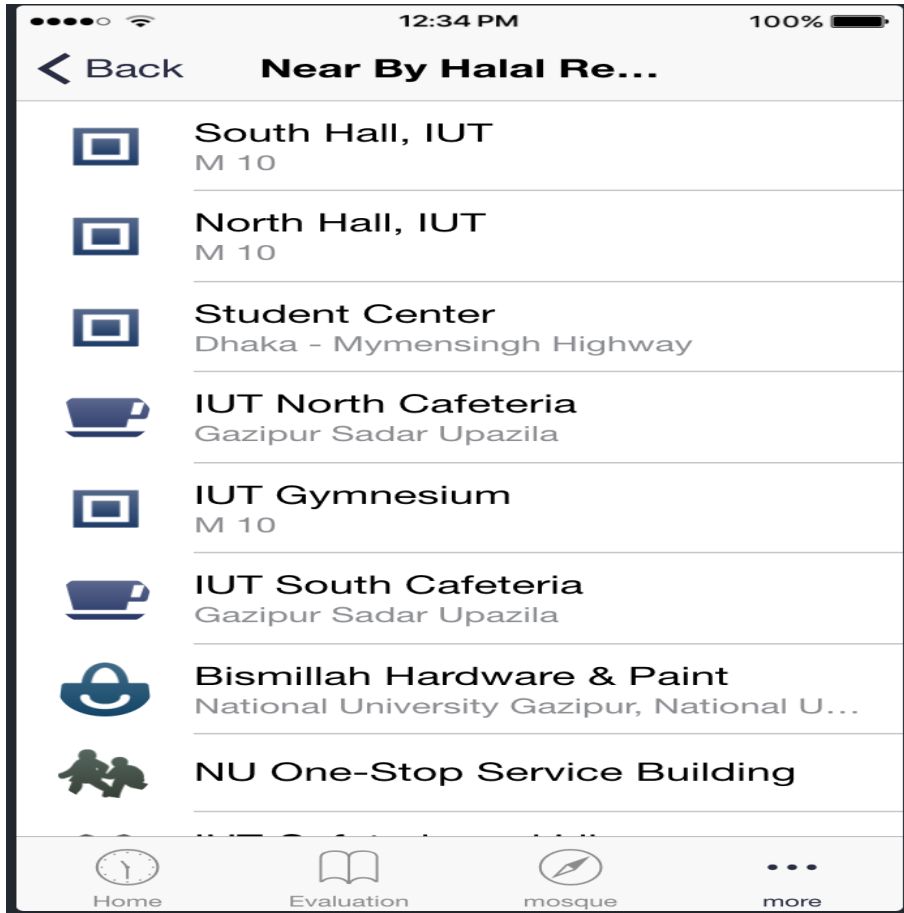 12:34 PM
100%
Back
Near By Halal Re...
South Hall, IUT
M 10
North Hall, IUT
M 10
Student Center
Dhaka - Mymensingh Highway
IUT North Cafeteria
Gazipur Sadar Upazila
IUT Gymnesium
M 10
IUT South Cafeteria
Gazipur Sadar Upazila
Bismillah Hardware & Paint
National University Gazipur, National U...
NU One-Stop Service Building
Home
Evaluation
mosque
more